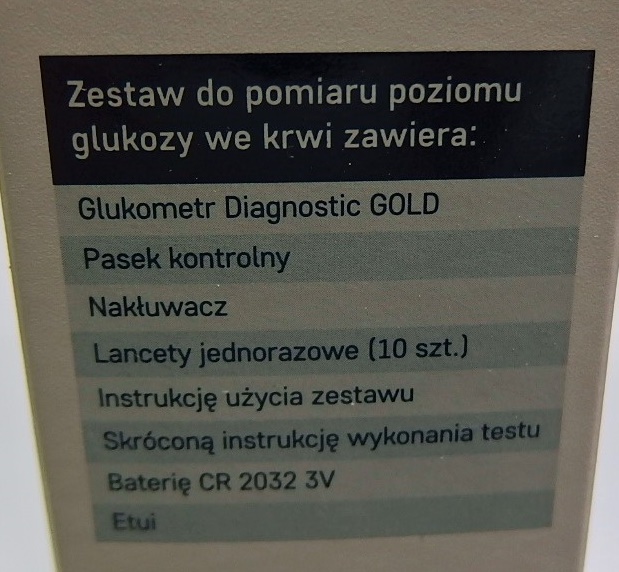 Zestaw do pomiaru poziomu
glukozy we krwi zawiera:
Glukometr Diagnostic GOLD
Pasek kontrolny
Nakłuwacz
Lancety jednorazowe (10 szt.)
Instrukcję użycia zestawu
Skróconą instrukcję wykonania testu
Baterię CR 2032 3V
Etui